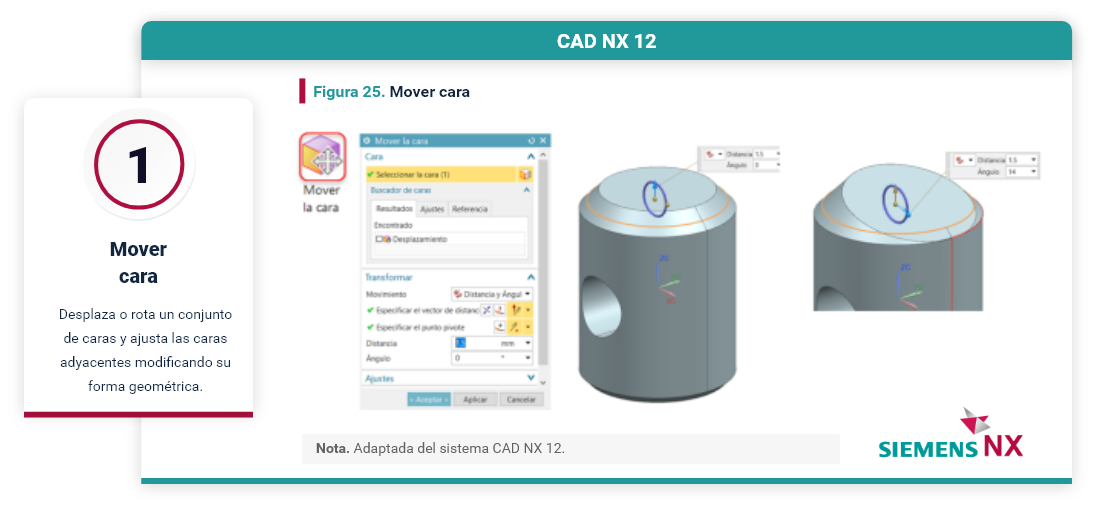 CAD NX 12
Figura 25. Mover cara
1
Mover
cara
Desplaza o rota un conjunto
de caras y ajusta las caras
adyacentes modificando su
forma geométrica.
Mover
la cara
Mover la cara
Cara
Seleccionar la cara (1)
Buscador de caras
Resultados Ajustes Referencia
Encontrado
Desplazamiento
Transformar
Movimiento Distancia y Ángul
Especificar el vector de distanc
Especificar el punto pivote
Distancia mm
Ángulo 0 °
Ajustes
< Aceptar > Aplicar Cancelar
Distancia 1.5
Ángulo 0
ZC
Distancia 1.5
Ángulo 14
ZC
Nota. Adaptada del sistema CAD NX 12.
SIEMENS NX